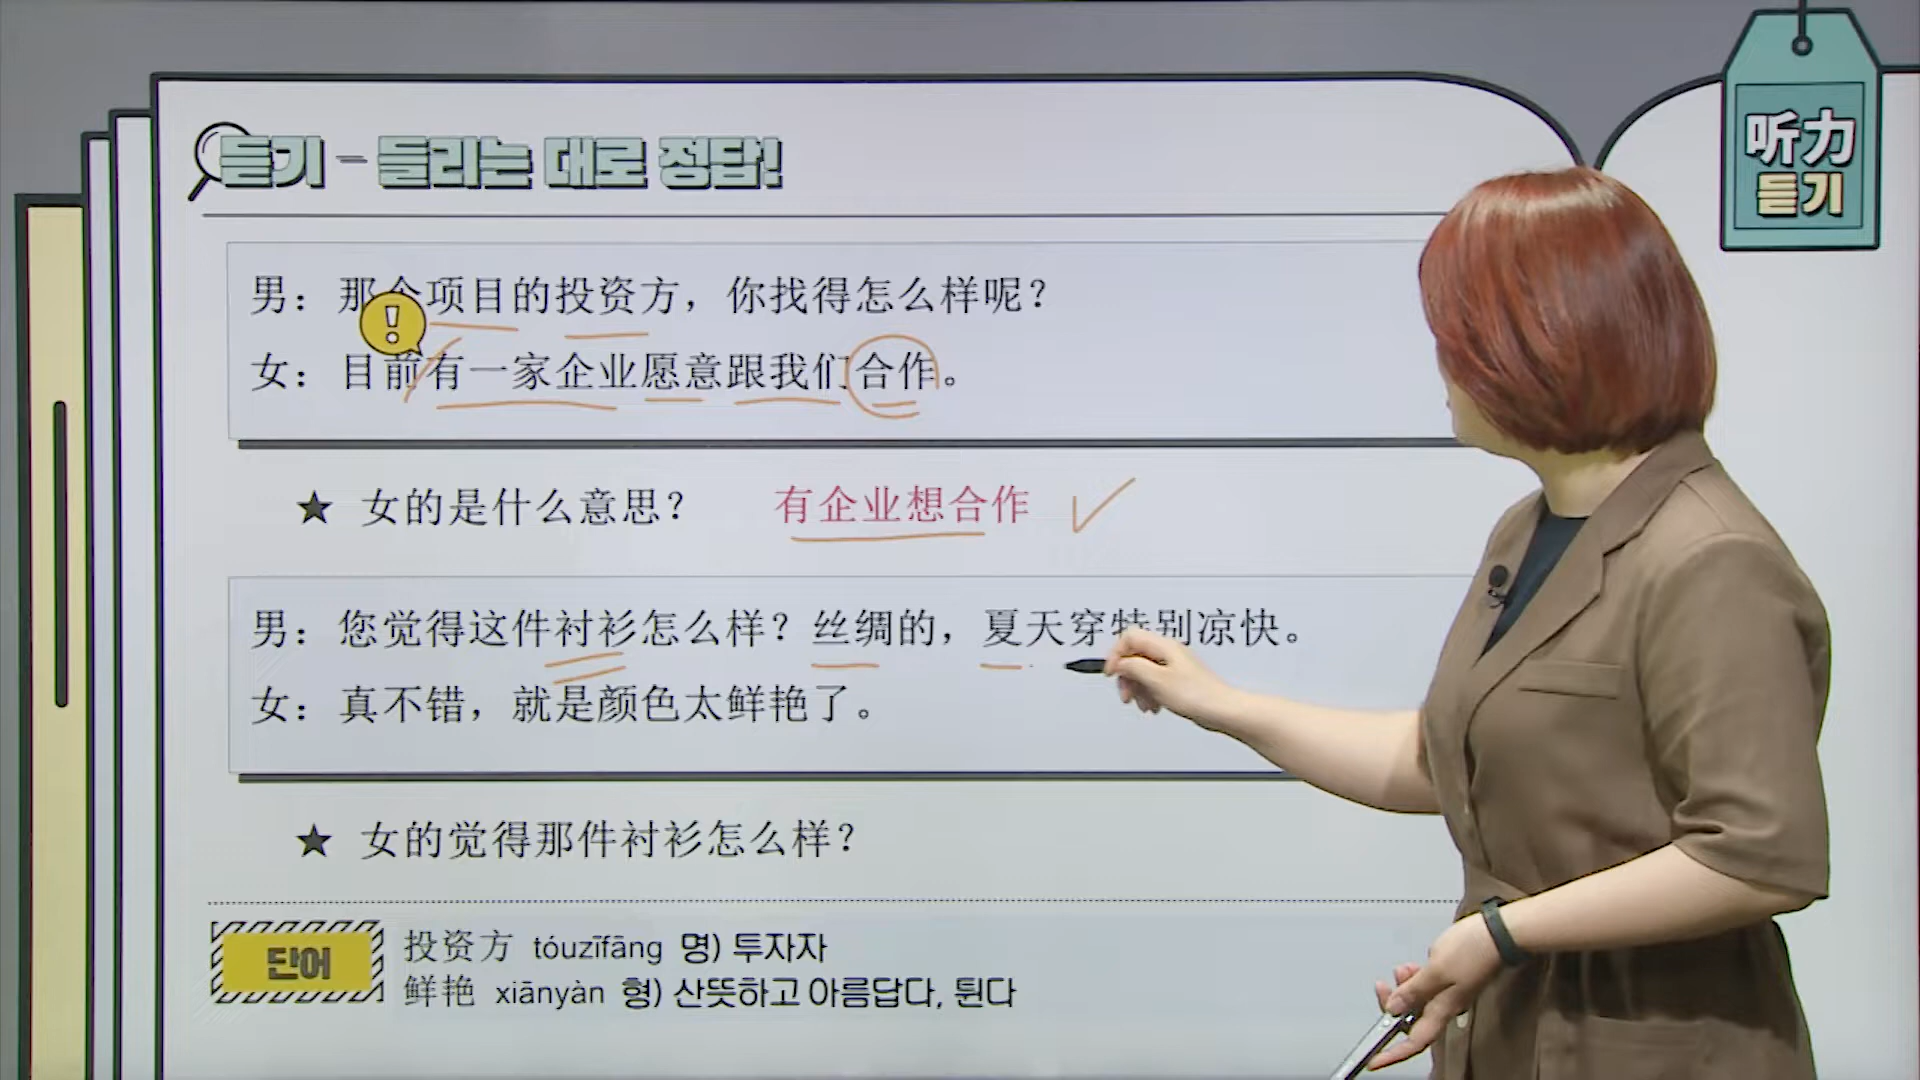 듣기 - 들리는 대로 정답!
听力
듣기
男：那个项目的投资方，你找得怎么样呢？
女：目前有一家企业愿意跟我们合作。
★ 女的是什么意思？ 有企业想合作
男：您觉得这件衬衫怎么样？丝绸的，夏天穿特别凉快。
女：真不错，就是颜色太鲜艳了。
★ 女的觉得那件衬衫怎么样？
단어
投资方 tóuzīfāng 명) 투자자
鲜艳 xiānyàn 형) 산뜻하고 아름답다, 튄다